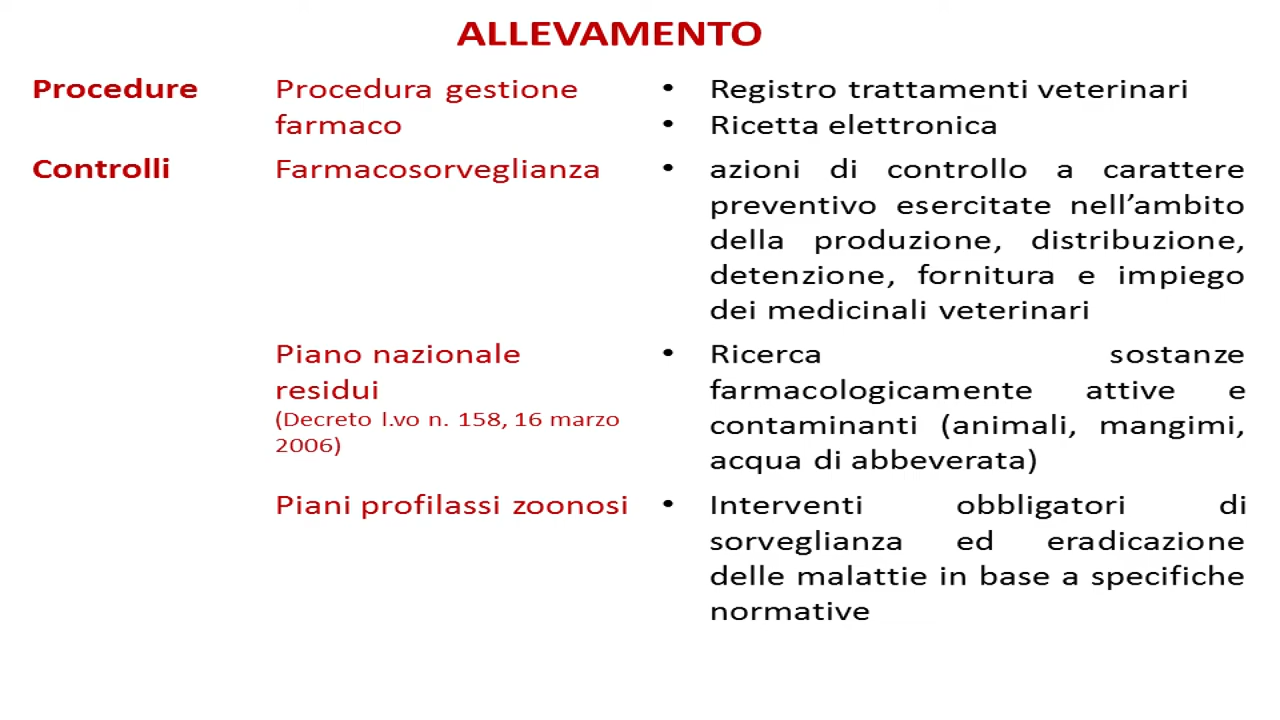 ALLEVAMENTO
Procedure
Procedura gestione
farmaco
• Registro trattamenti veterinari
• Ricetta elettronica
Controlli
Farmacosorveglianza
• azioni di controllo a carattere
preventivo esercitate nell’ambito
della produzione, distribuzione,
detenzione, fornitura e impiego
dei medicinali veterinari
Piano nazionale
residui
(Decreto l.vo n. 158, 16 marzo
2006)
• Ricerca sostanze
farmacologicamente attive e
contaminanti (animali, mangimi,
acqua di abbeverata)
Piani profilassi zoonosi
• Interventi obbligatori di
sorveglianza ed eradicazione
delle malattie in base a specifiche
normative